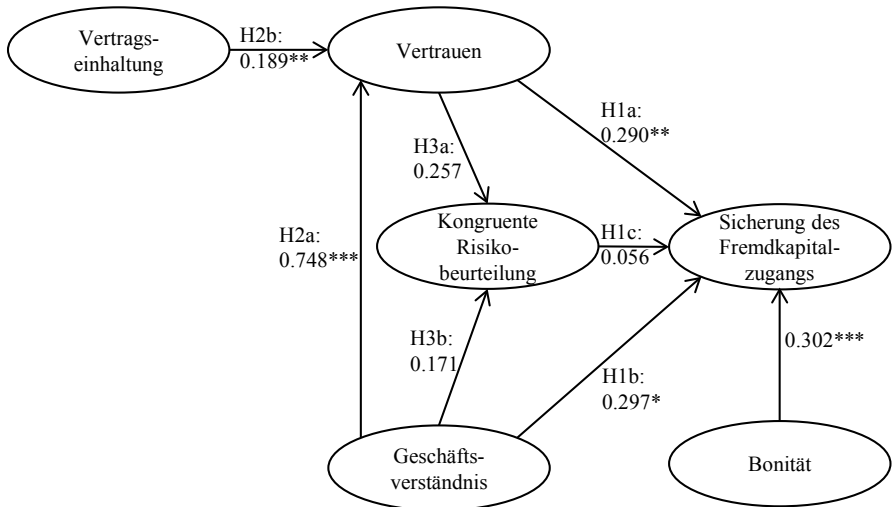 Vertrags-
einhaltung
H2b:
0.189**
Vertrauen
H1a:
0.290**
H3a:
0.257
H2a:
0.748***
Kongruente
Risiko-
beurteilung
H1c:
0.056
Sicherung des
Fremdkapital-
zugangs
H3b:
0.171
H1b:
0.297*
0.302***
Geschäfts-
verständnis
Bonität